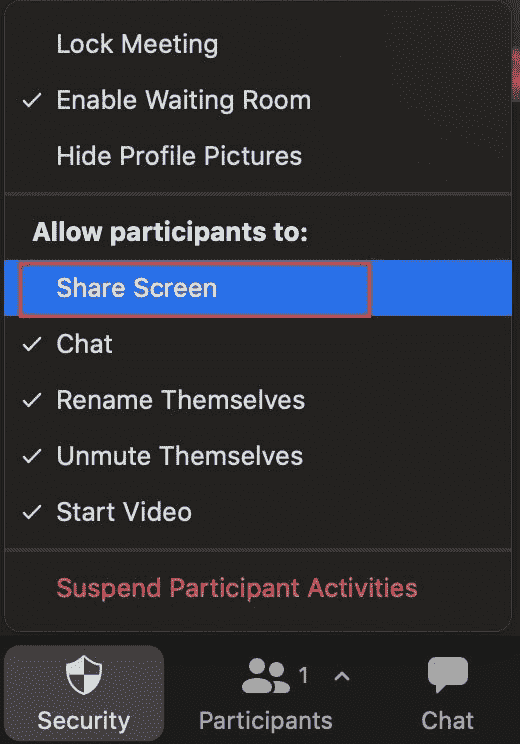 Lock Meeting
✓ Enable Waiting Room
Hide Profile Pictures
Allow participants to:
Share Screen
✓ Chat
✓ Rename Themselves
✓ Unmute Themselves
✓ Start Video
Suspend Participant Activities
1
Security Participants Chat